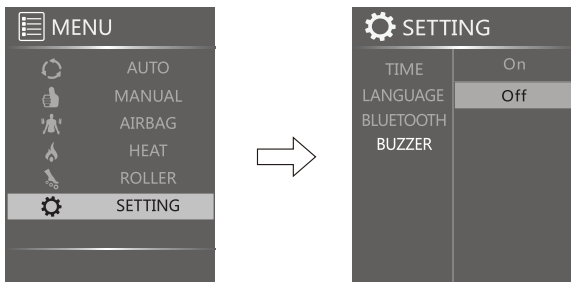 MENU
AUTO
MANUAL
AIRBAG
HEAT
ROLLER
SETTING
SETTING
TIME
LANGUAGE
BLUETOOTH
BUZZER
On
Off